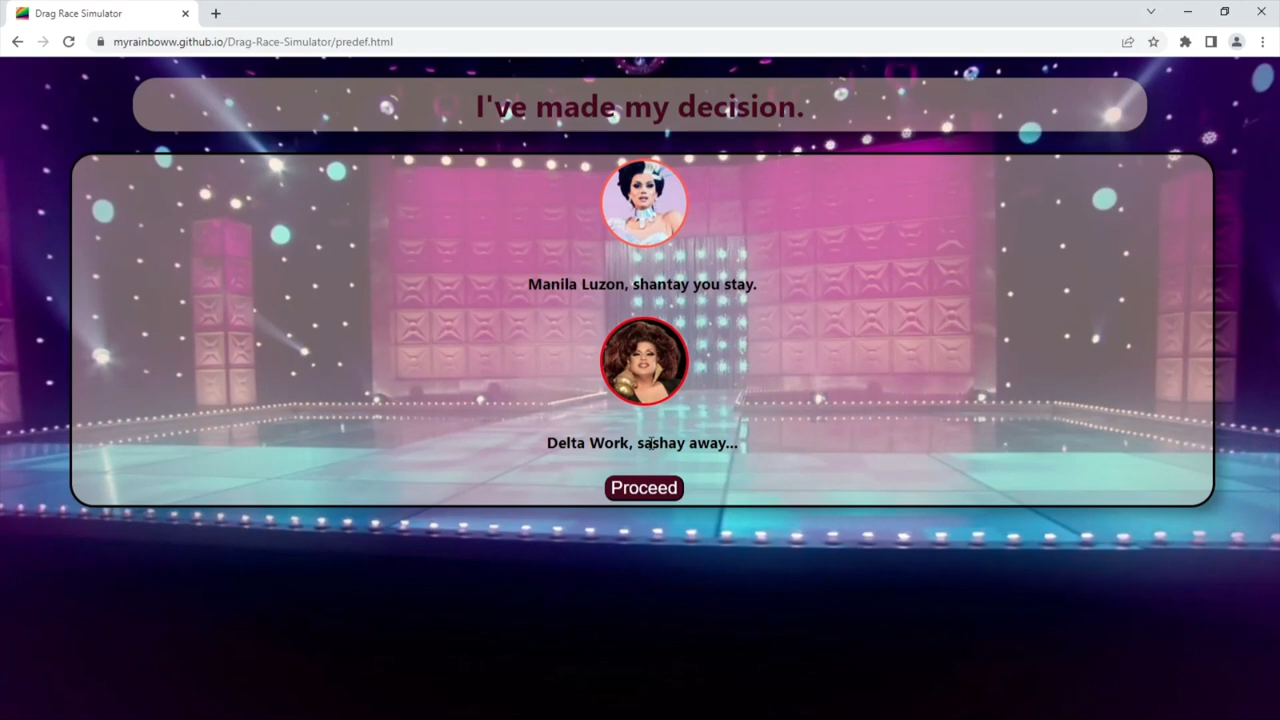 Drag Race Simulator
myrainboww.github.io/Drag-Race-Simulator/predef.html
I've made my decision.
Manila Luzon, shantay you stay.
Delta Work, sashay away...
Proceed